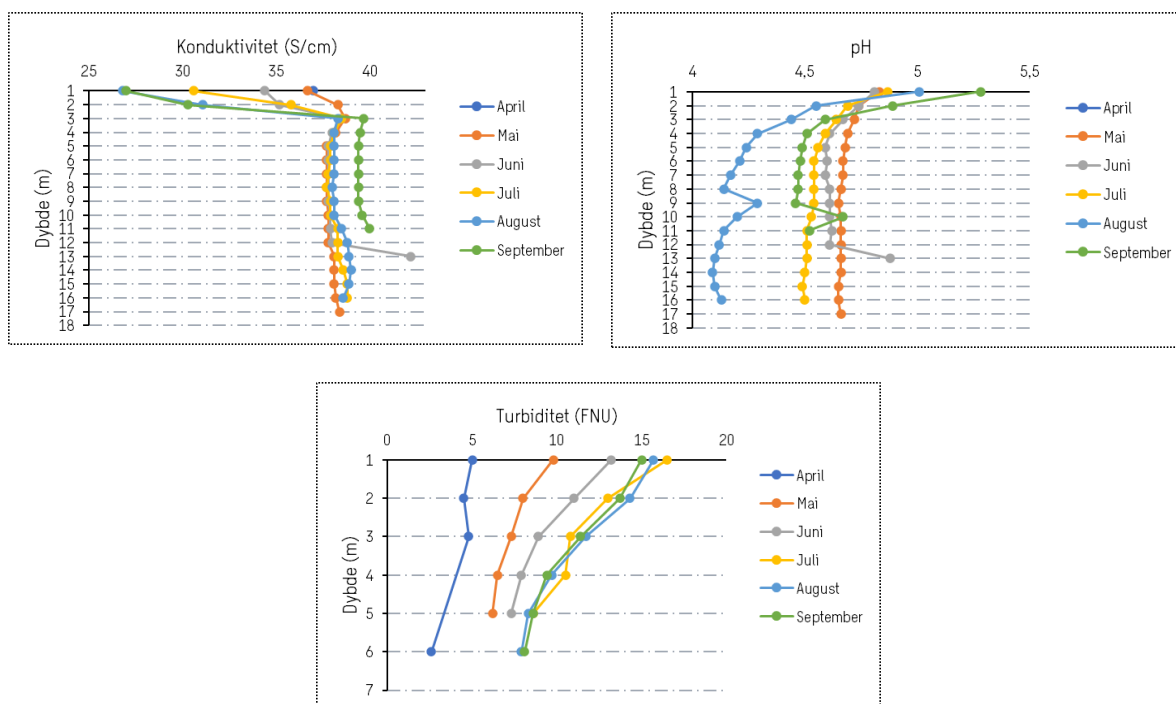 Konduktivitet (S/cm)
25 30 35 40
1
2
3
4
5
6
7
8
9
10
11
12
13
14
15
16
17
18
Dybde (m)
April
Mai
Juni
Juli
August
September
pH
4 4,5 5 5,5
1
2
3
4
5
6
7
8
9
10
11
12
13
14
15
16
17
18
Dybde (m)
April
Mai
Juni
Juli
August
September
Turbiditet (FNU)
0 5 10 15 20
1
2
3
4
5
6
7
Dybde (m)
April
Mai
Juni
Juli
August
September